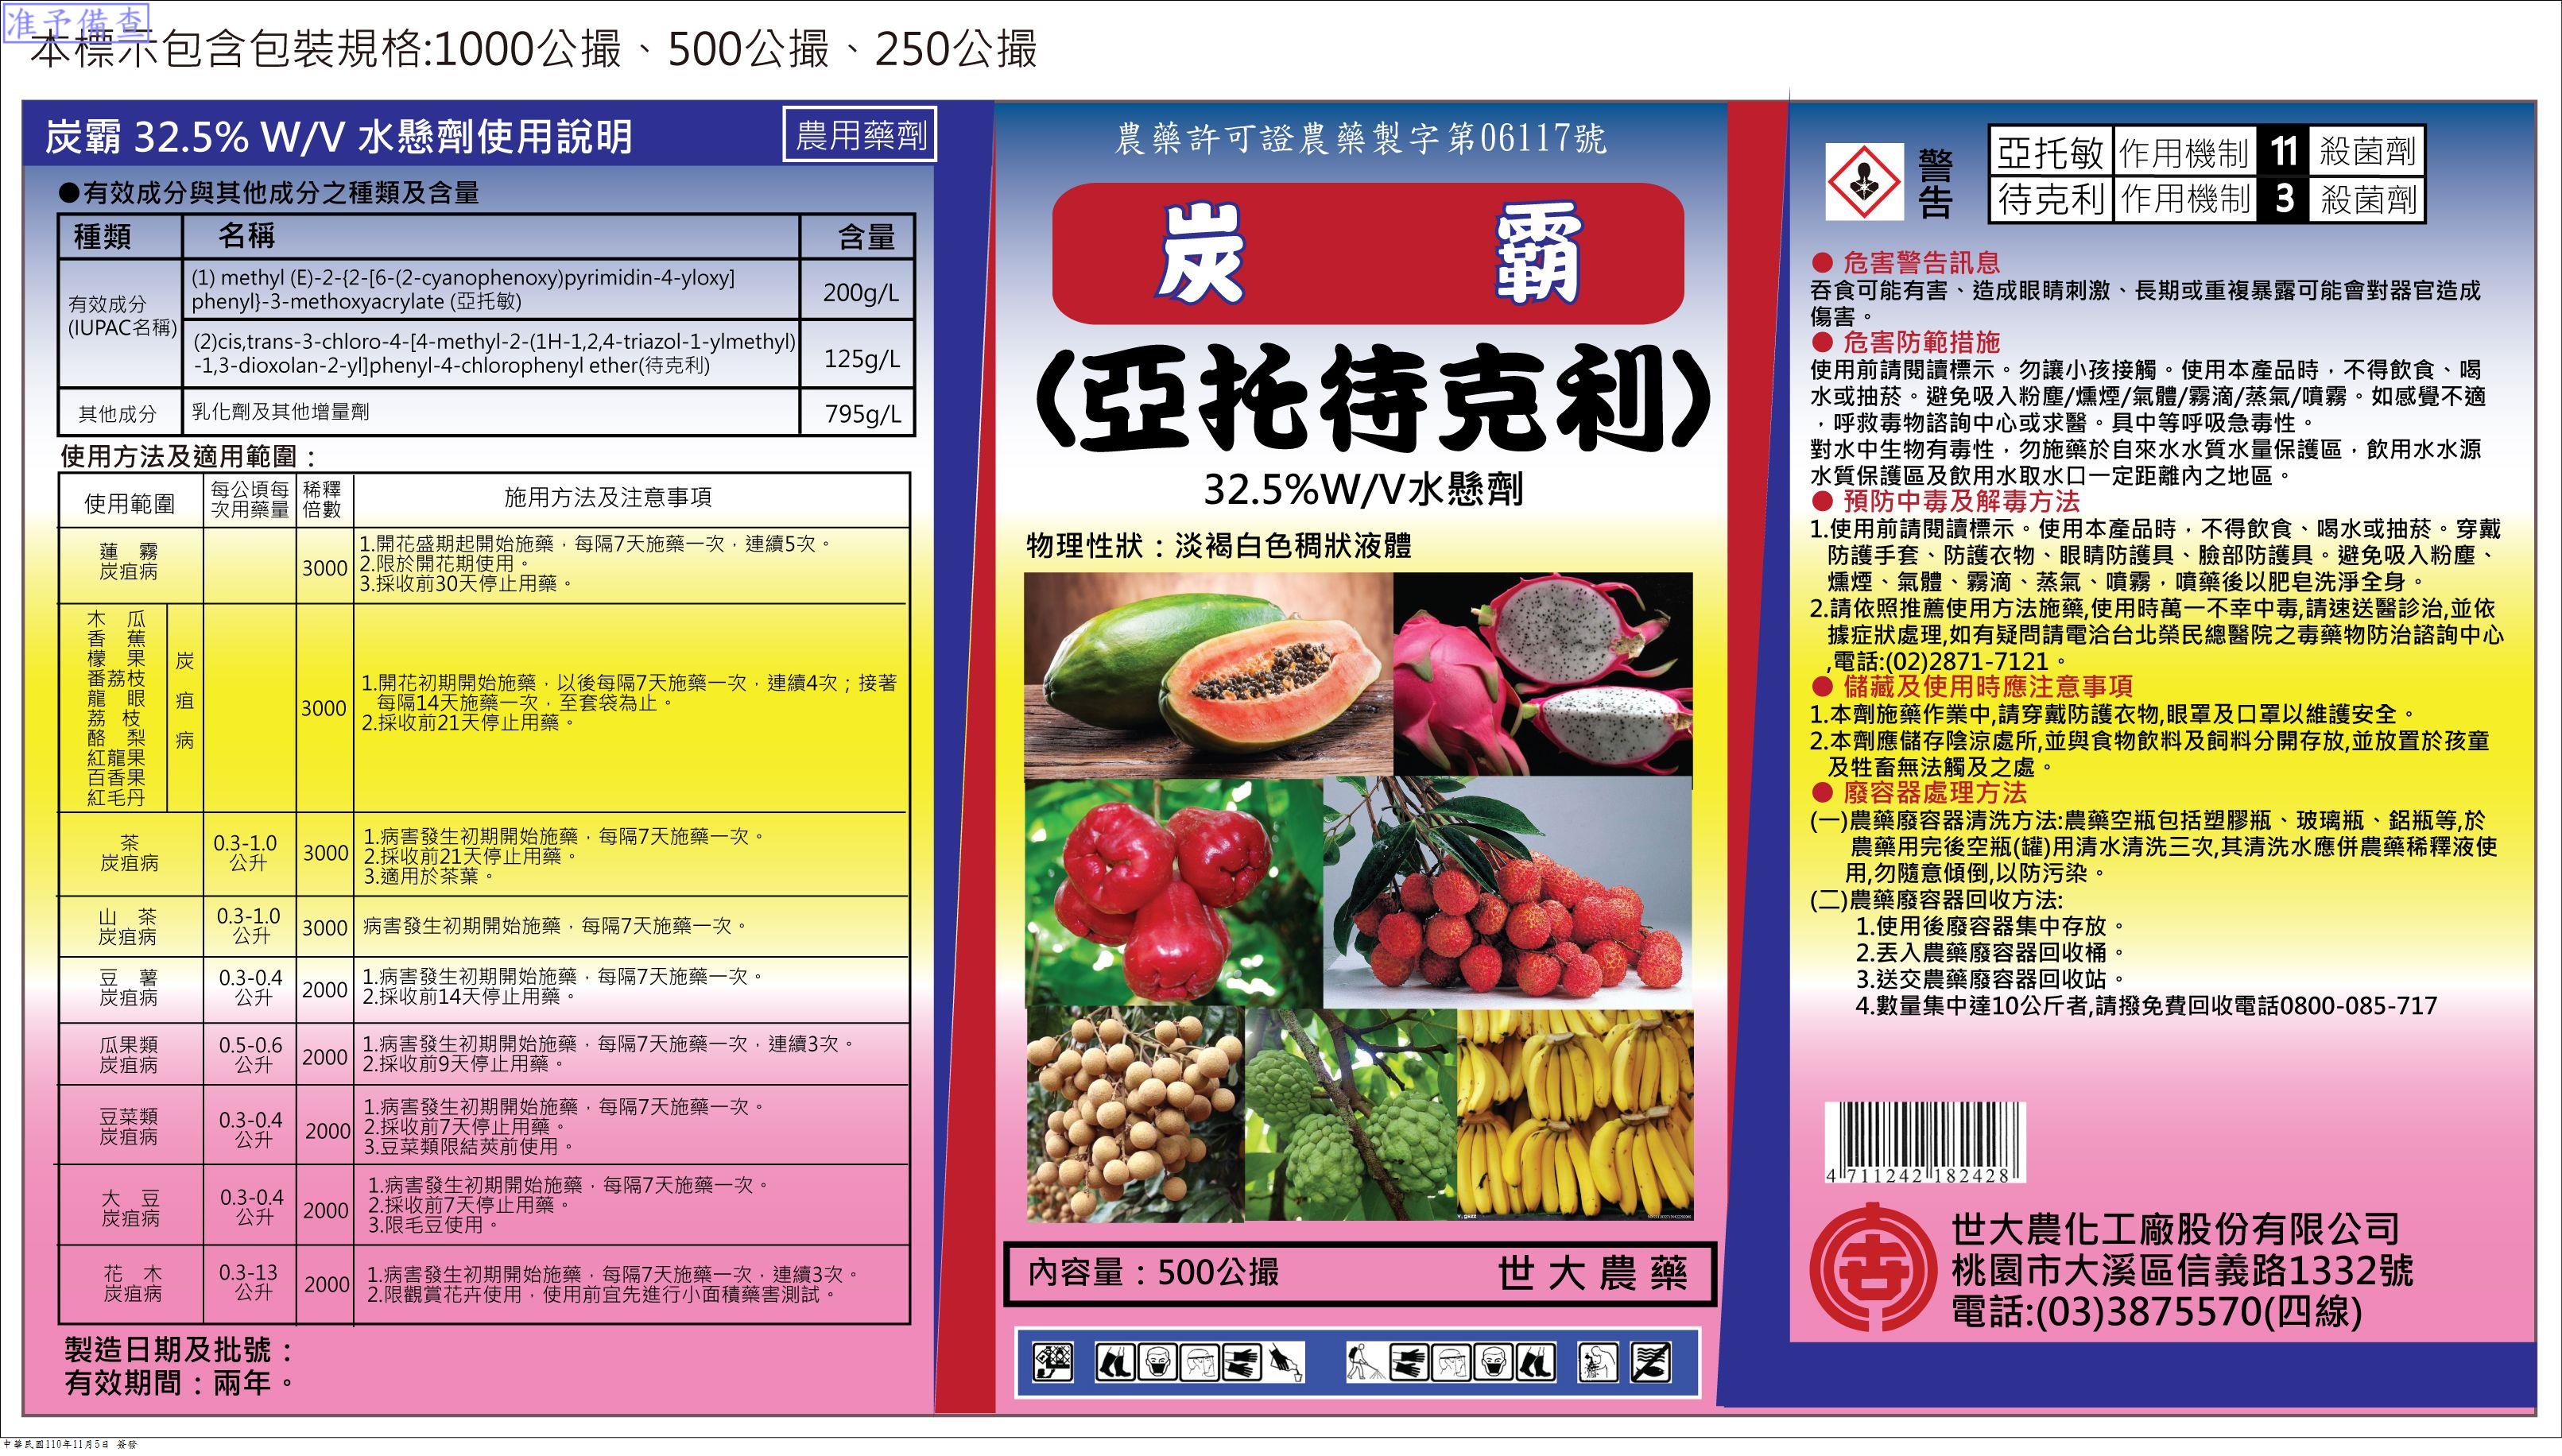 准予備查
本標示包含包裝規格:1000公撮、500公撮、250公撮
炭霸 32.5% W/V 水懸劑使用說明
農用藥劑
●有效成分與其他成分之種類及含量
種類 名稱 含量
有效成分
(IUPAC名稱)
(1) methyl (E)-2-{2-[6-(2-cyanophenoxy)pyrimidin-4-yloxy]
phenyl}-3-methoxyacrylate (亞托敏)
200g/L
(2)cis,trans-3-chloro-4-[4-methyl-2-(1H-1,2,4-triazol-1-ylmethyl)
-1,3-dioxolan-2-yl]phenyl-4-chlorophenyl ether(待克利)
125g/L
其他成分 乳化劑及其他增量劑 795g/L
使用方法及適用範圍：
使用範圍
每公頃每
次用藥量
稀釋
倍數
施用方法及注意事項
蓮 霧
炭疽病
3000
1.開花盛期起開始施藥，每隔7天施藥一次，連續5次。
2.限於開花期使用。
3.採收前30天停止用藥。
木 瓜
香 蕉
檬 果
番荔枝
龍 眼
荔 枝
酪 梨
紅龍果
百香果
紅毛丹
炭
疽
病
3000
1.開花初期開始施藥，以後每隔7天施藥一次，連續4次；接著
每隔14天施藥一次，至套袋為止。
2.採收前21天停止用藥。
茶
炭疽病
0.3-1.0
公升
3000
1.病害發生初期開始施藥，每隔7天施藥一次。
2.採收前21天停止用藥。
3.適用於茶葉。
山 茶
炭疽病
0.3-1.0
公升
3000
病害發生初期開始施藥，每隔7天施藥一次。
豆 薯
炭疽病
0.3-0.4
公升
2000
1.病害發生初期開始施藥，每隔7天施藥一次。
2.採收前14天停止用藥。
瓜果類
炭疽病
0.5-0.6
公升
2000
1.病害發生初期開始施藥，每隔7天施藥一次，連續3次。
2.採收前9天停止用藥。
豆菜類
炭疽病
0.3-0.4
公升
2000
1.病害發生初期開始施藥，每隔7天施藥一次。
2.採收前7天停止用藥。
3.豆菜類限結莢前使用。
大 豆
炭疽病
0.3-0.4
公升
2000
1.病害發生初期開始施藥，每隔7天施藥一次。
2.採收前7天停止用藥。
3.限毛豆使用。
花 木
炭疽病
0.3-13
公升
2000
1.病害發生初期開始施藥，每隔7天施藥一次，連續3次。
2.限觀賞花卉使用，使用前宜先進行小面積藥害測試。
製造日期及批號：
有效期間：兩年。
農藥許可證農藥製字第06117號
炭 霸
(亞托待克利)
32.5%W/V水懸劑
物理性狀：淡褐白色稠狀液體
內容量：500公撮 世大農藥
警告
亞托敏 作用機制 11 殺菌劑
待克利 作用機制 3 殺菌劑
● 危害警告訊息
吞食可能有害、造成眼睛刺激、長期或重複暴露可能會對器官造成
傷害。
● 危害防範措施
使用前請閱讀標示。勿讓小孩接觸。使用本產品時，不得飲食、喝
水或抽菸。避免吸入粉塵/燻煙/氣體/霧滴/蒸氣/噴霧。如感覺不適
，呼救毒物諮詢中心或求醫。具中等呼吸急毒性。
對水中生物有毒性，勿施藥於自來水水質水量保護區，飲用水水源
水質保護區及飲用水取水口一定距離內之地區。
● 預防中毒及解毒方法
1.使用前請閱讀標示。使用本產品時，不得飲食、喝水或抽菸。穿戴
防護手套、防護衣物、眼睛防護具、臉部防護具。避免吸入粉塵、
燻煙、氣體、霧滴、蒸氣、噴霧，噴藥後以肥皂洗淨全身。
2.請依照推薦使用方法施藥,使用時萬一不幸中毒,請速送醫診治,並依
據症狀處理,如有疑問請電洽台北榮民總醫院之毒藥物防治諮詢中心
,電話:(02)2871-7121。
● 儲藏及使用時應注意事項
1.本劑施藥作業中,請穿戴防護衣物,眼罩及口罩以維護安全。
2.本劑應儲存陰涼處所,並與食物飲料及飼料分開存放,並放置於孩童
及牲畜無法觸及之處。
● 廢容器處理方法
(一)農藥廢容器清洗方法:農藥空瓶包括塑膠瓶、玻璃瓶、鋁瓶等,於
農藥用完後空瓶(罐)用清水清洗三次,其清洗水應併農藥稀釋液使
用,勿隨意傾倒,以防污染。
(二)農藥廢容器回收方法:
1.使用後廢容器集中存放。
2.丟入農藥廢容器回收桶。
3.送交農藥廢容器回收站。
4.數量集中達10公斤者,請撥免費回收電話0800-085-717
4 711242 182428
世大農化工廠股份有限公司
桃園市大溪區信義路1332號
電話:(03)3875570(四線)
中華民國110年11月5日 簽發